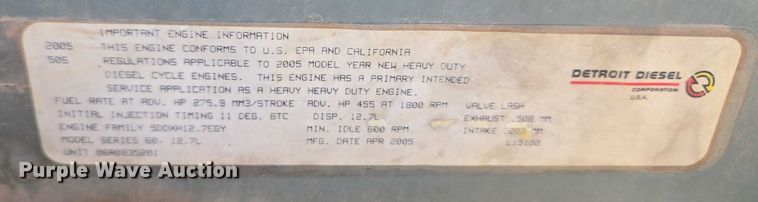 IMPORTANT ENGINE INFORMATION
2005 THIS ENGINE CONFORMS TO U.S. EPA AND CALIFORNIA
505 REGULATIONS APPLICABLE TO 2005 MODEL YEAR NEW HEAVY DUTY
DIESEL CYCLE ENGINES. THIS ENGINE HAS A PRIMARY INTENDED
SERVICE APPLICATION AS A HEAVY HEAVY DUTY ENGINE.
FUEL RATE AT ADV. HP 275.9 MM3/STROKE ADV. HP 455 AT 1800 RPM VALVE LASH
INITIAL INJECTION TIMING 11 DEG. BTC DISP. 12.7L EXHAUST .508 MM
ENGINE FAMILY 5DDXH12.7EGY MIN. IDLE 600 RPM INTAKE .203 MM
MODEL SERIES 60, 12.7L MFG. DATE APR 2005
UNIT 06R0835201
DETROIT DIESEL
CORPORATION
U.S.A.
Purple Wave Auction